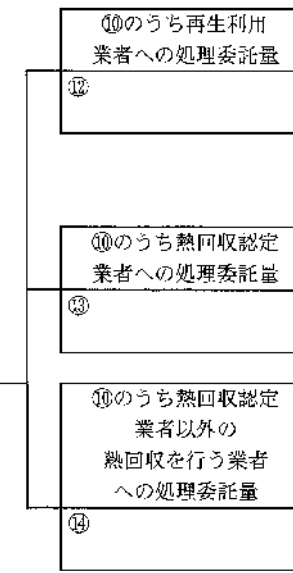 ⑩のうち再生利用
業者への処理委託量
⑫
⑩のうち熱回収認定
業者への処理委託量
⑬
⑩のうち熱回収認定
業者以外の
熱回収を行う業者
への処理委託量
⑭